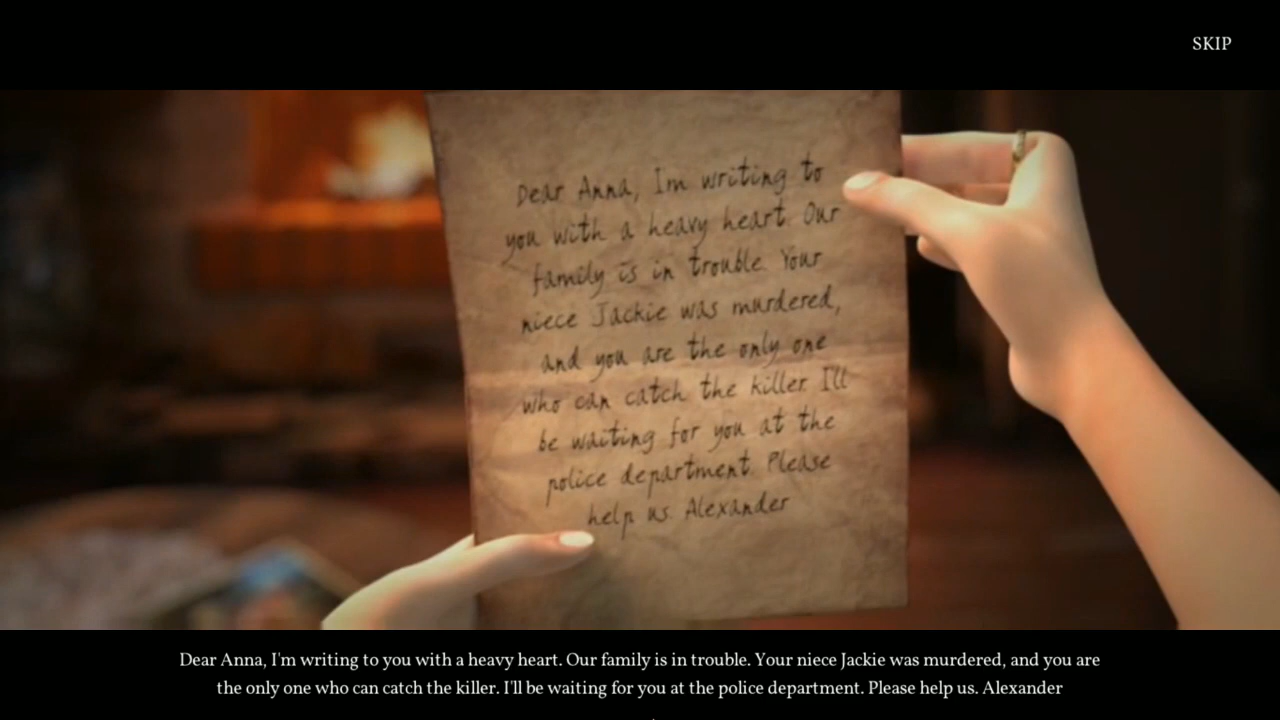 SKIP
Dear Anna, Im writing to
you with a heavy heart. Our
family is in trouble. Your
niece Jackie was murdered,
and you are the only one
who can catch the killer. Ill
be waiting for you at the
police department. Please
help us. Alexander
Dear Anna, I'm writing to you with a heavy heart. Our family is in trouble. Your niece Jackie was murdered, and you are
the only one who can catch the killer. I'll be waiting for you at the police department. Please help us. Alexander